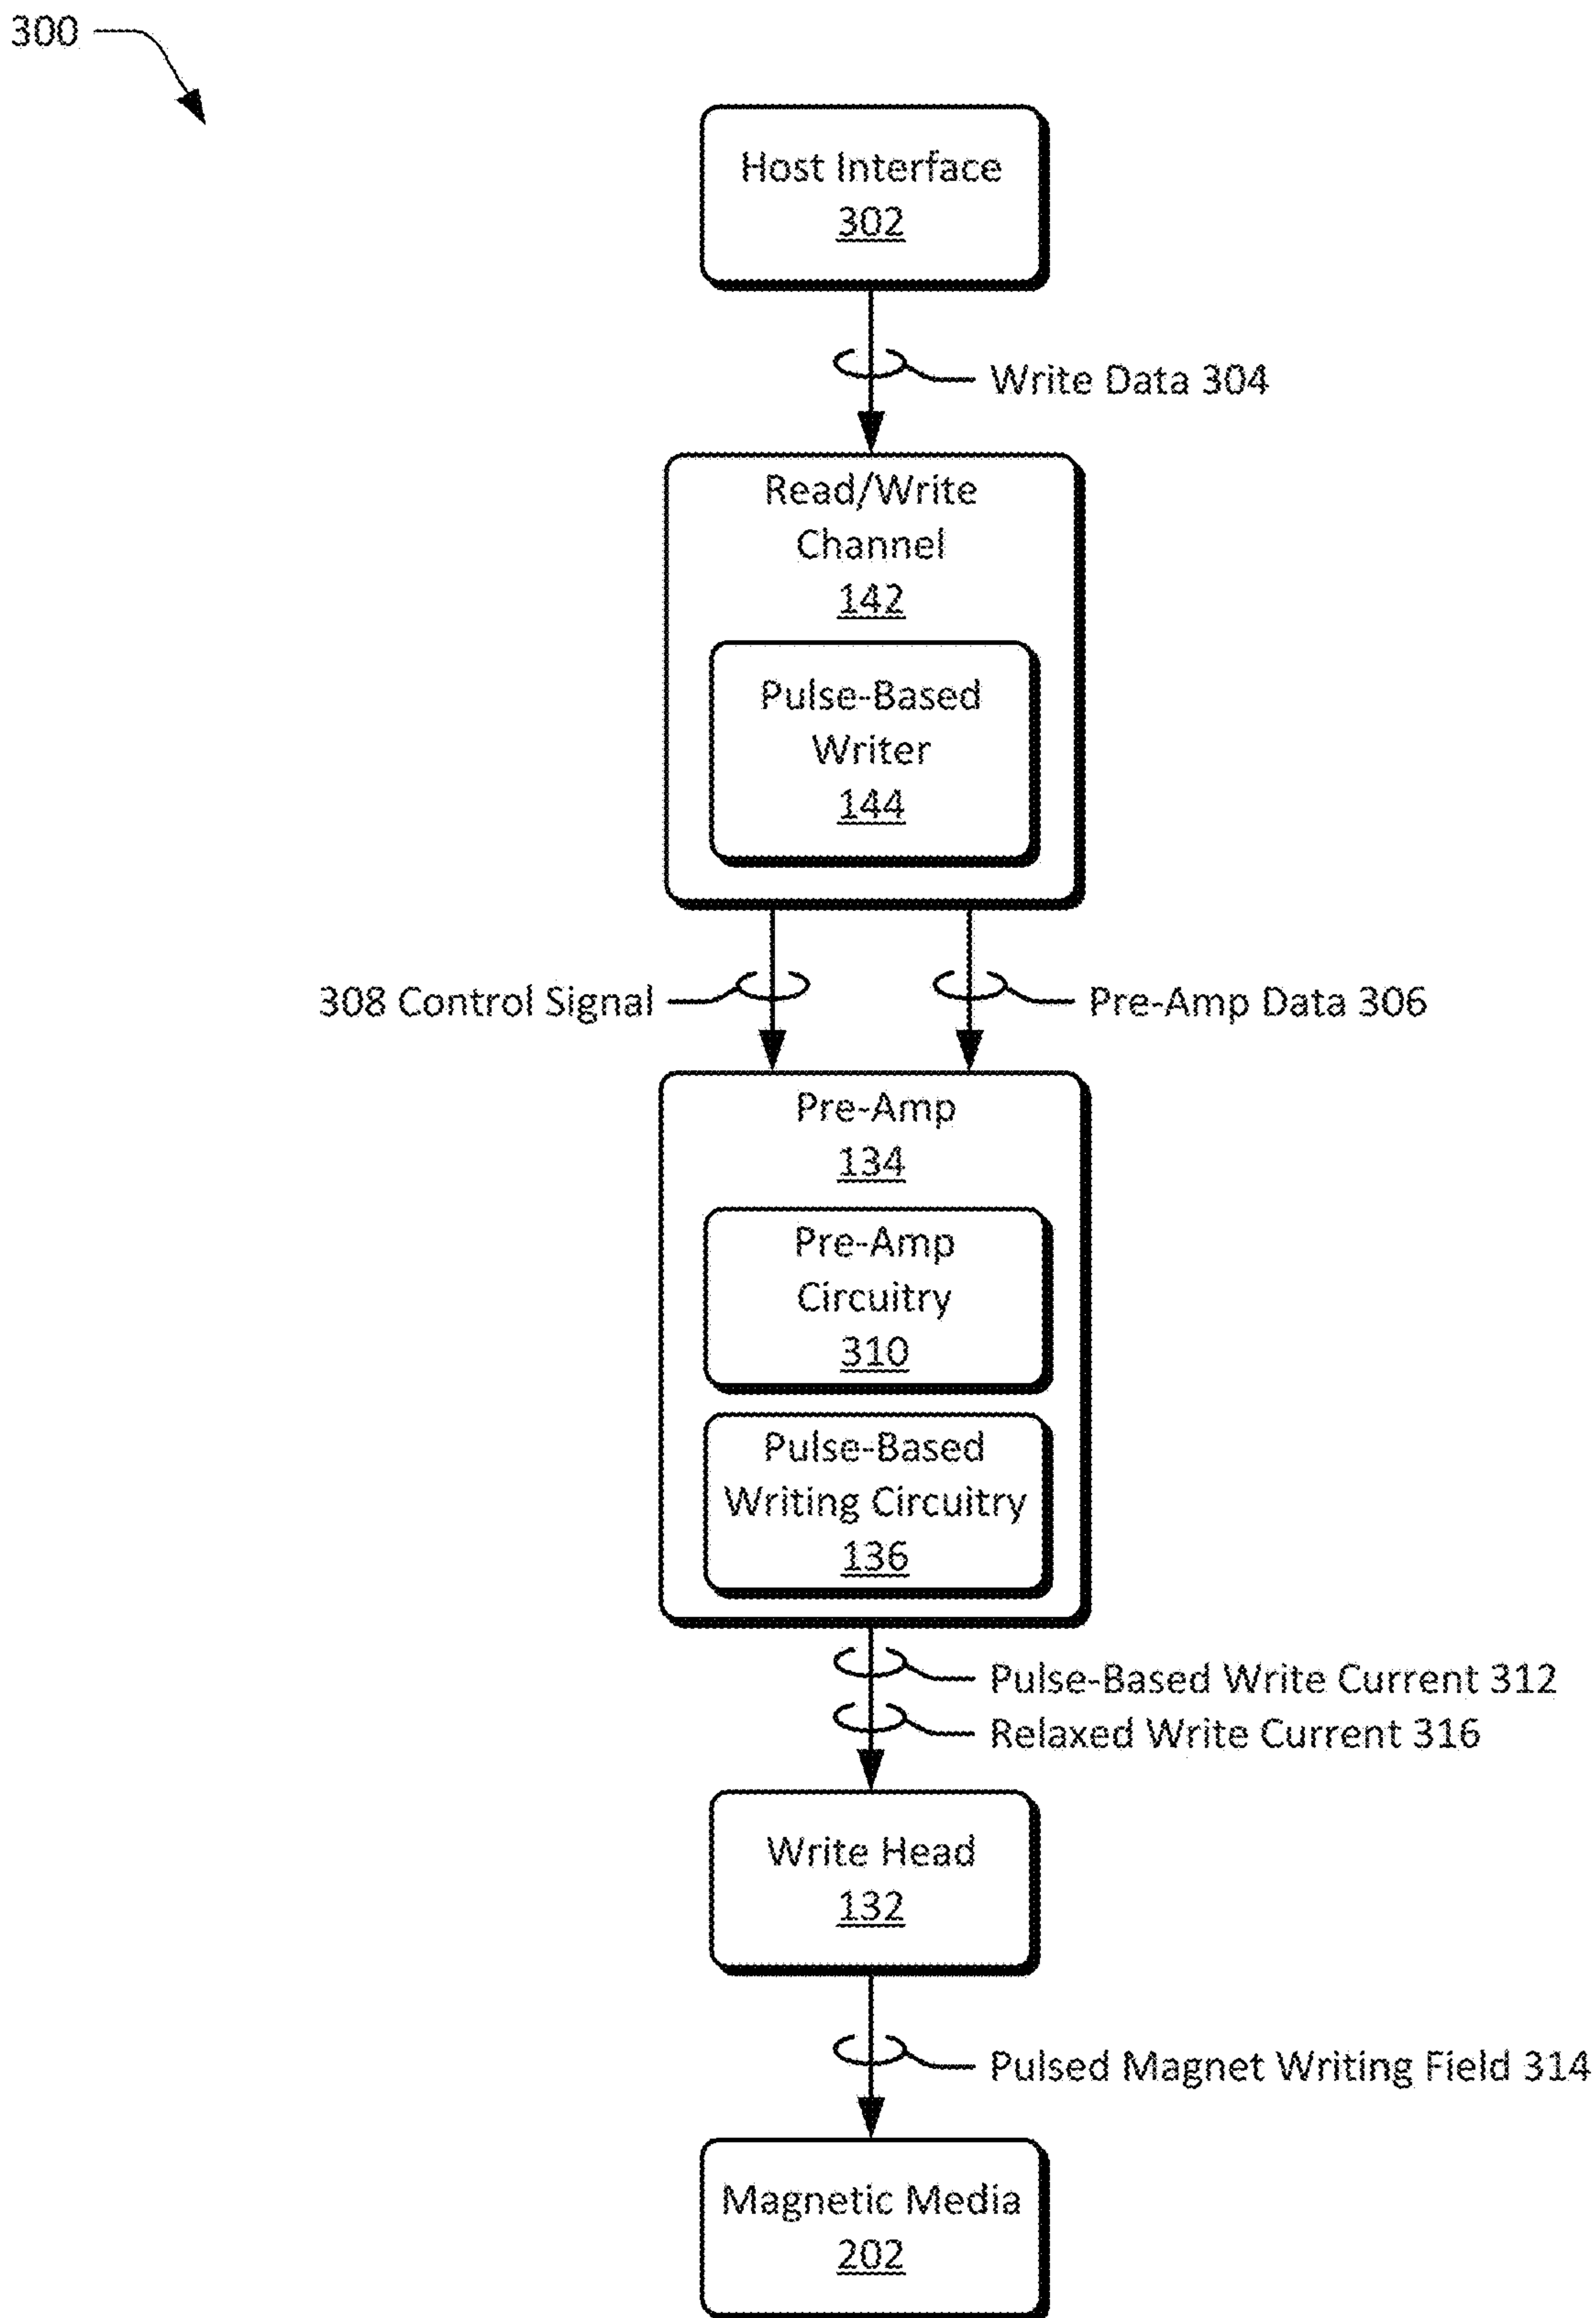 300
Host Interface
302
Write Data 304
Read/Write
Channel
142
Pulse-Based
Writer
144
308 Control Signal
Pre-Amp Data 306
Pre-Amp
134
Pre-Amp
Circuitry
310
Pulse-Based
Writing Circuitry
136
Pulse-Based Write Current 312
Relaxed Write Current 316
Write Head
132
Pulsed Magnet Writing Field 314
Magnetic Media
202